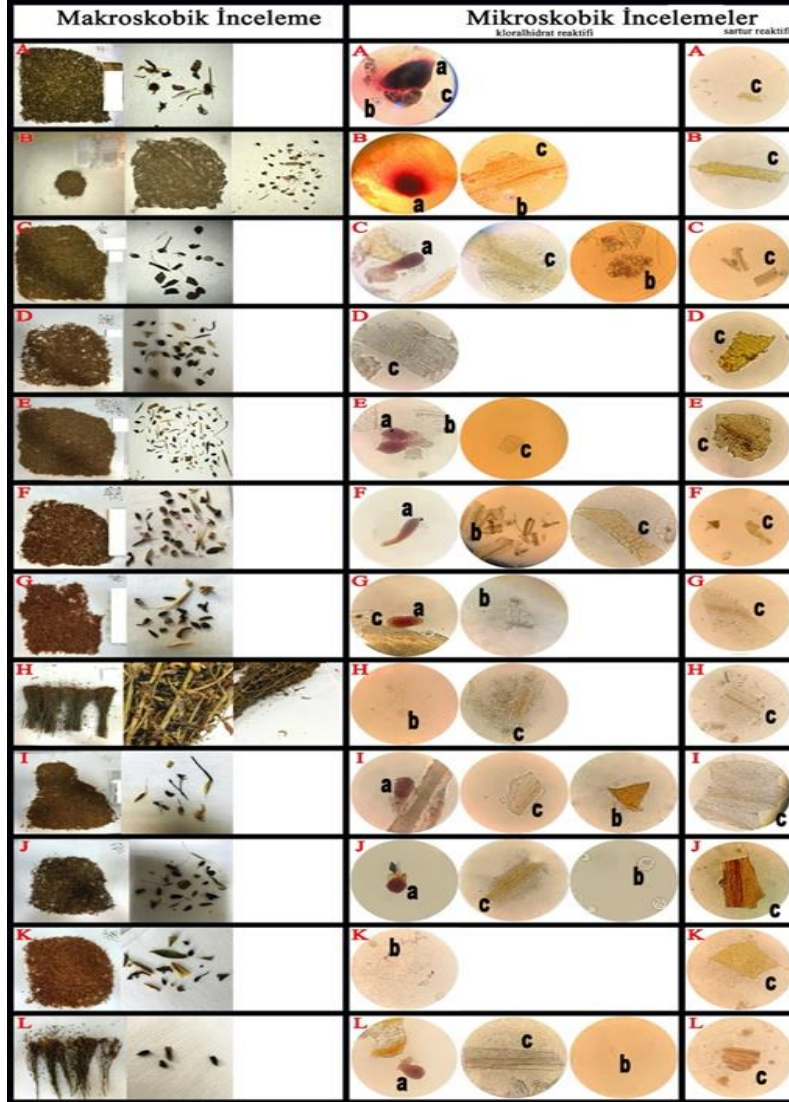 Makroskobik İnceleme
Mikroskobik İncelemeler
kloralhidrat reaktifi
sartur reaktifi
A
A a b c
A c
B
B a c b
B c
C
C a c b
C c
D
D c
D c
E
E a b c
E c
F
F a b c
F c
G
G c a b
G c
H
H b c
H c
I
I a c b
I c
J
J a c b
J c
K
K b
K c
L
L a c b
L c